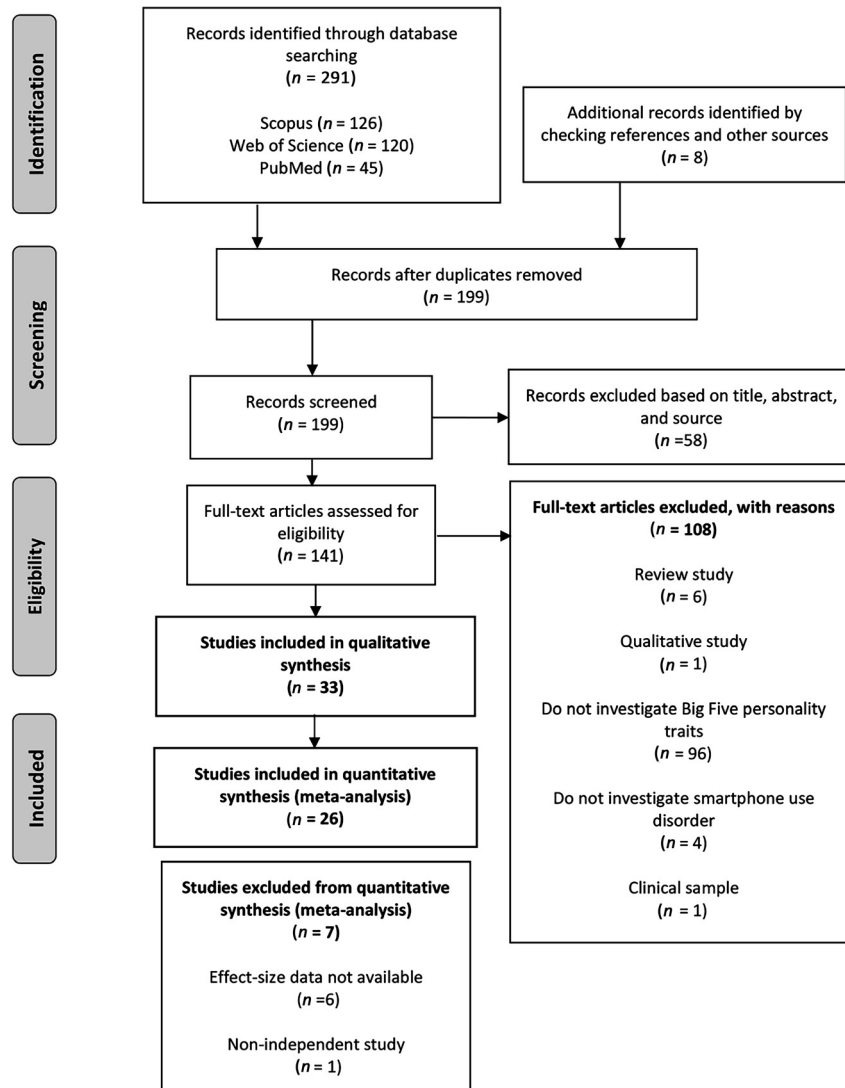 Identification
Records identified through database
searching
(n = 291)
Scopus (n = 126)
Web of Science (n = 120)
PubMed (n = 45)
Additional records identified by
checking references and other sources
(n = 8)
Screening
Records after duplicates removed
(n = 199)
Records screened
(n = 199)
Records excluded based on title, abstract,
and source
(n =58)
Eligibility
Full-text articles assessed for
eligibility
(n = 141)
Full-text articles excluded, with reasons
(n = 108)
Review study
(n = 6)
Qualitative study
(n = 1)
Do not investigate Big Five personality
traits
(n = 96)
Do not investigate smartphone use
disorder
(n = 4)
Clinical sample
(n = 1)
Studies included in qualitative
synthesis
(n = 33)
Included
Studies included in quantitative
synthesis (meta-analysis)
(n = 26)
Studies excluded from quantitative
synthesis (meta-analysis)
(n = 7)
Effect-size data not available
(n =6)
Non-independent study
(n = 1)